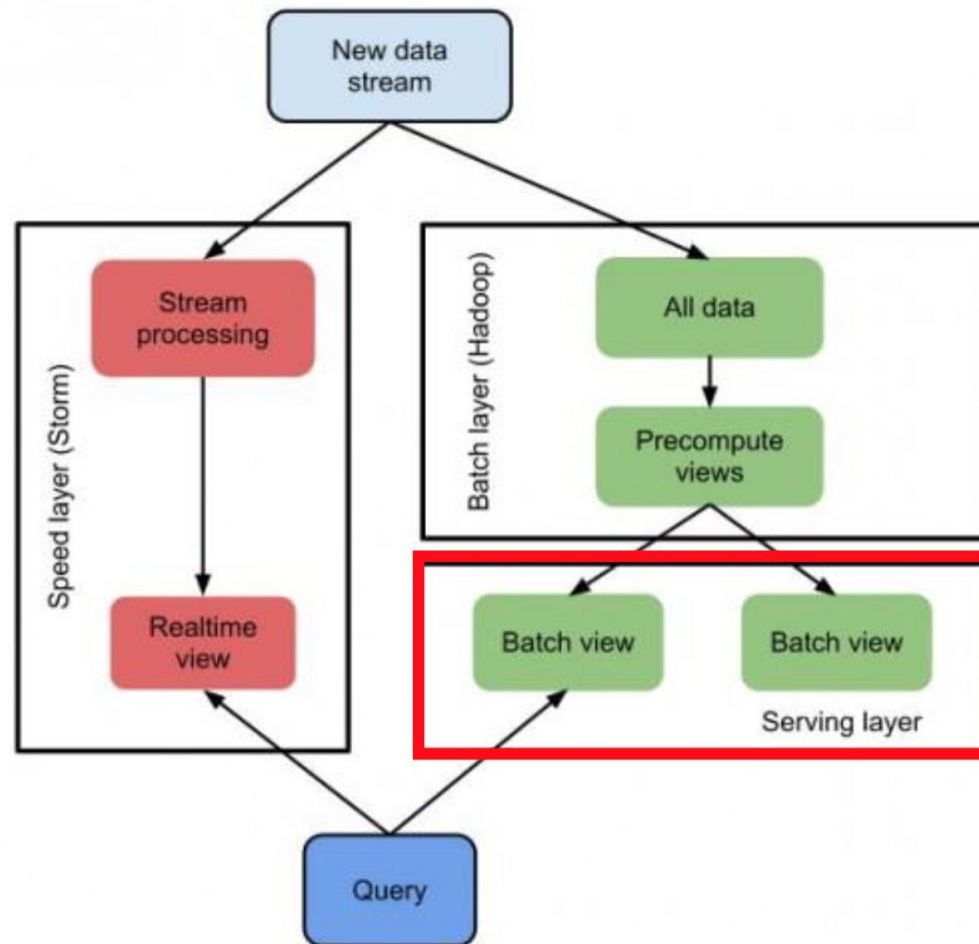 New data
stream
Speed layer (Storm)
Stream
processing
Realtime
view
Batch layer (Hadoop)
All data
Precompute
views
Batch view
Batch view
Serving layer
Query